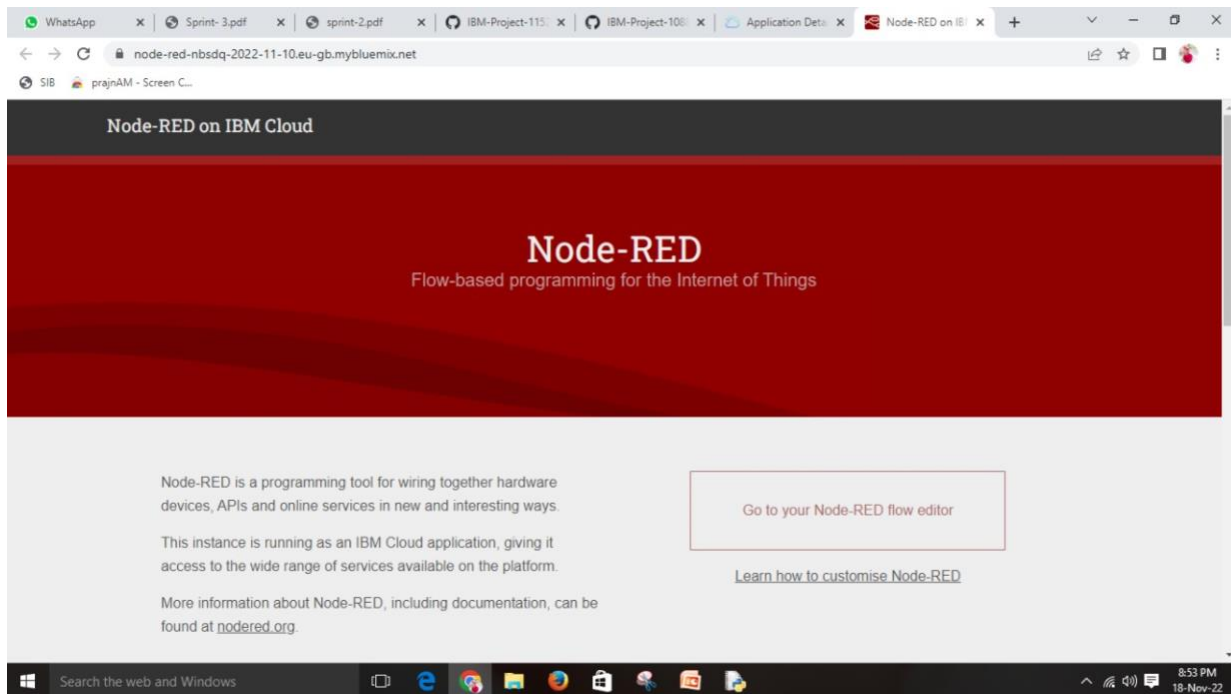 WhatsApp Sprint- 3.pdf sprint-2.pdf IBM-Project-115 IBM-Project-108 Application Deta Node-RED on IB
node-red-nbsdq-2022-11-10.eu-gb.mybluemix.net
SIB prajnAM - Screen C...
Node-RED on IBM Cloud
Node-RED
Flow-based programming for the Internet of Things
Node-RED is a programming tool for wiring together hardware
devices, APIs and online services in new and interesting ways.
This instance is running as an IBM Cloud application, giving it
access to the wide range of services available on the platform.
More information about Node-RED, including documentation, can be
found at nodered.org.
Go to your Node-RED flow editor
Learn how to customise Node-RED
Search the web and Windows
8:53 PM
18-Nov-22